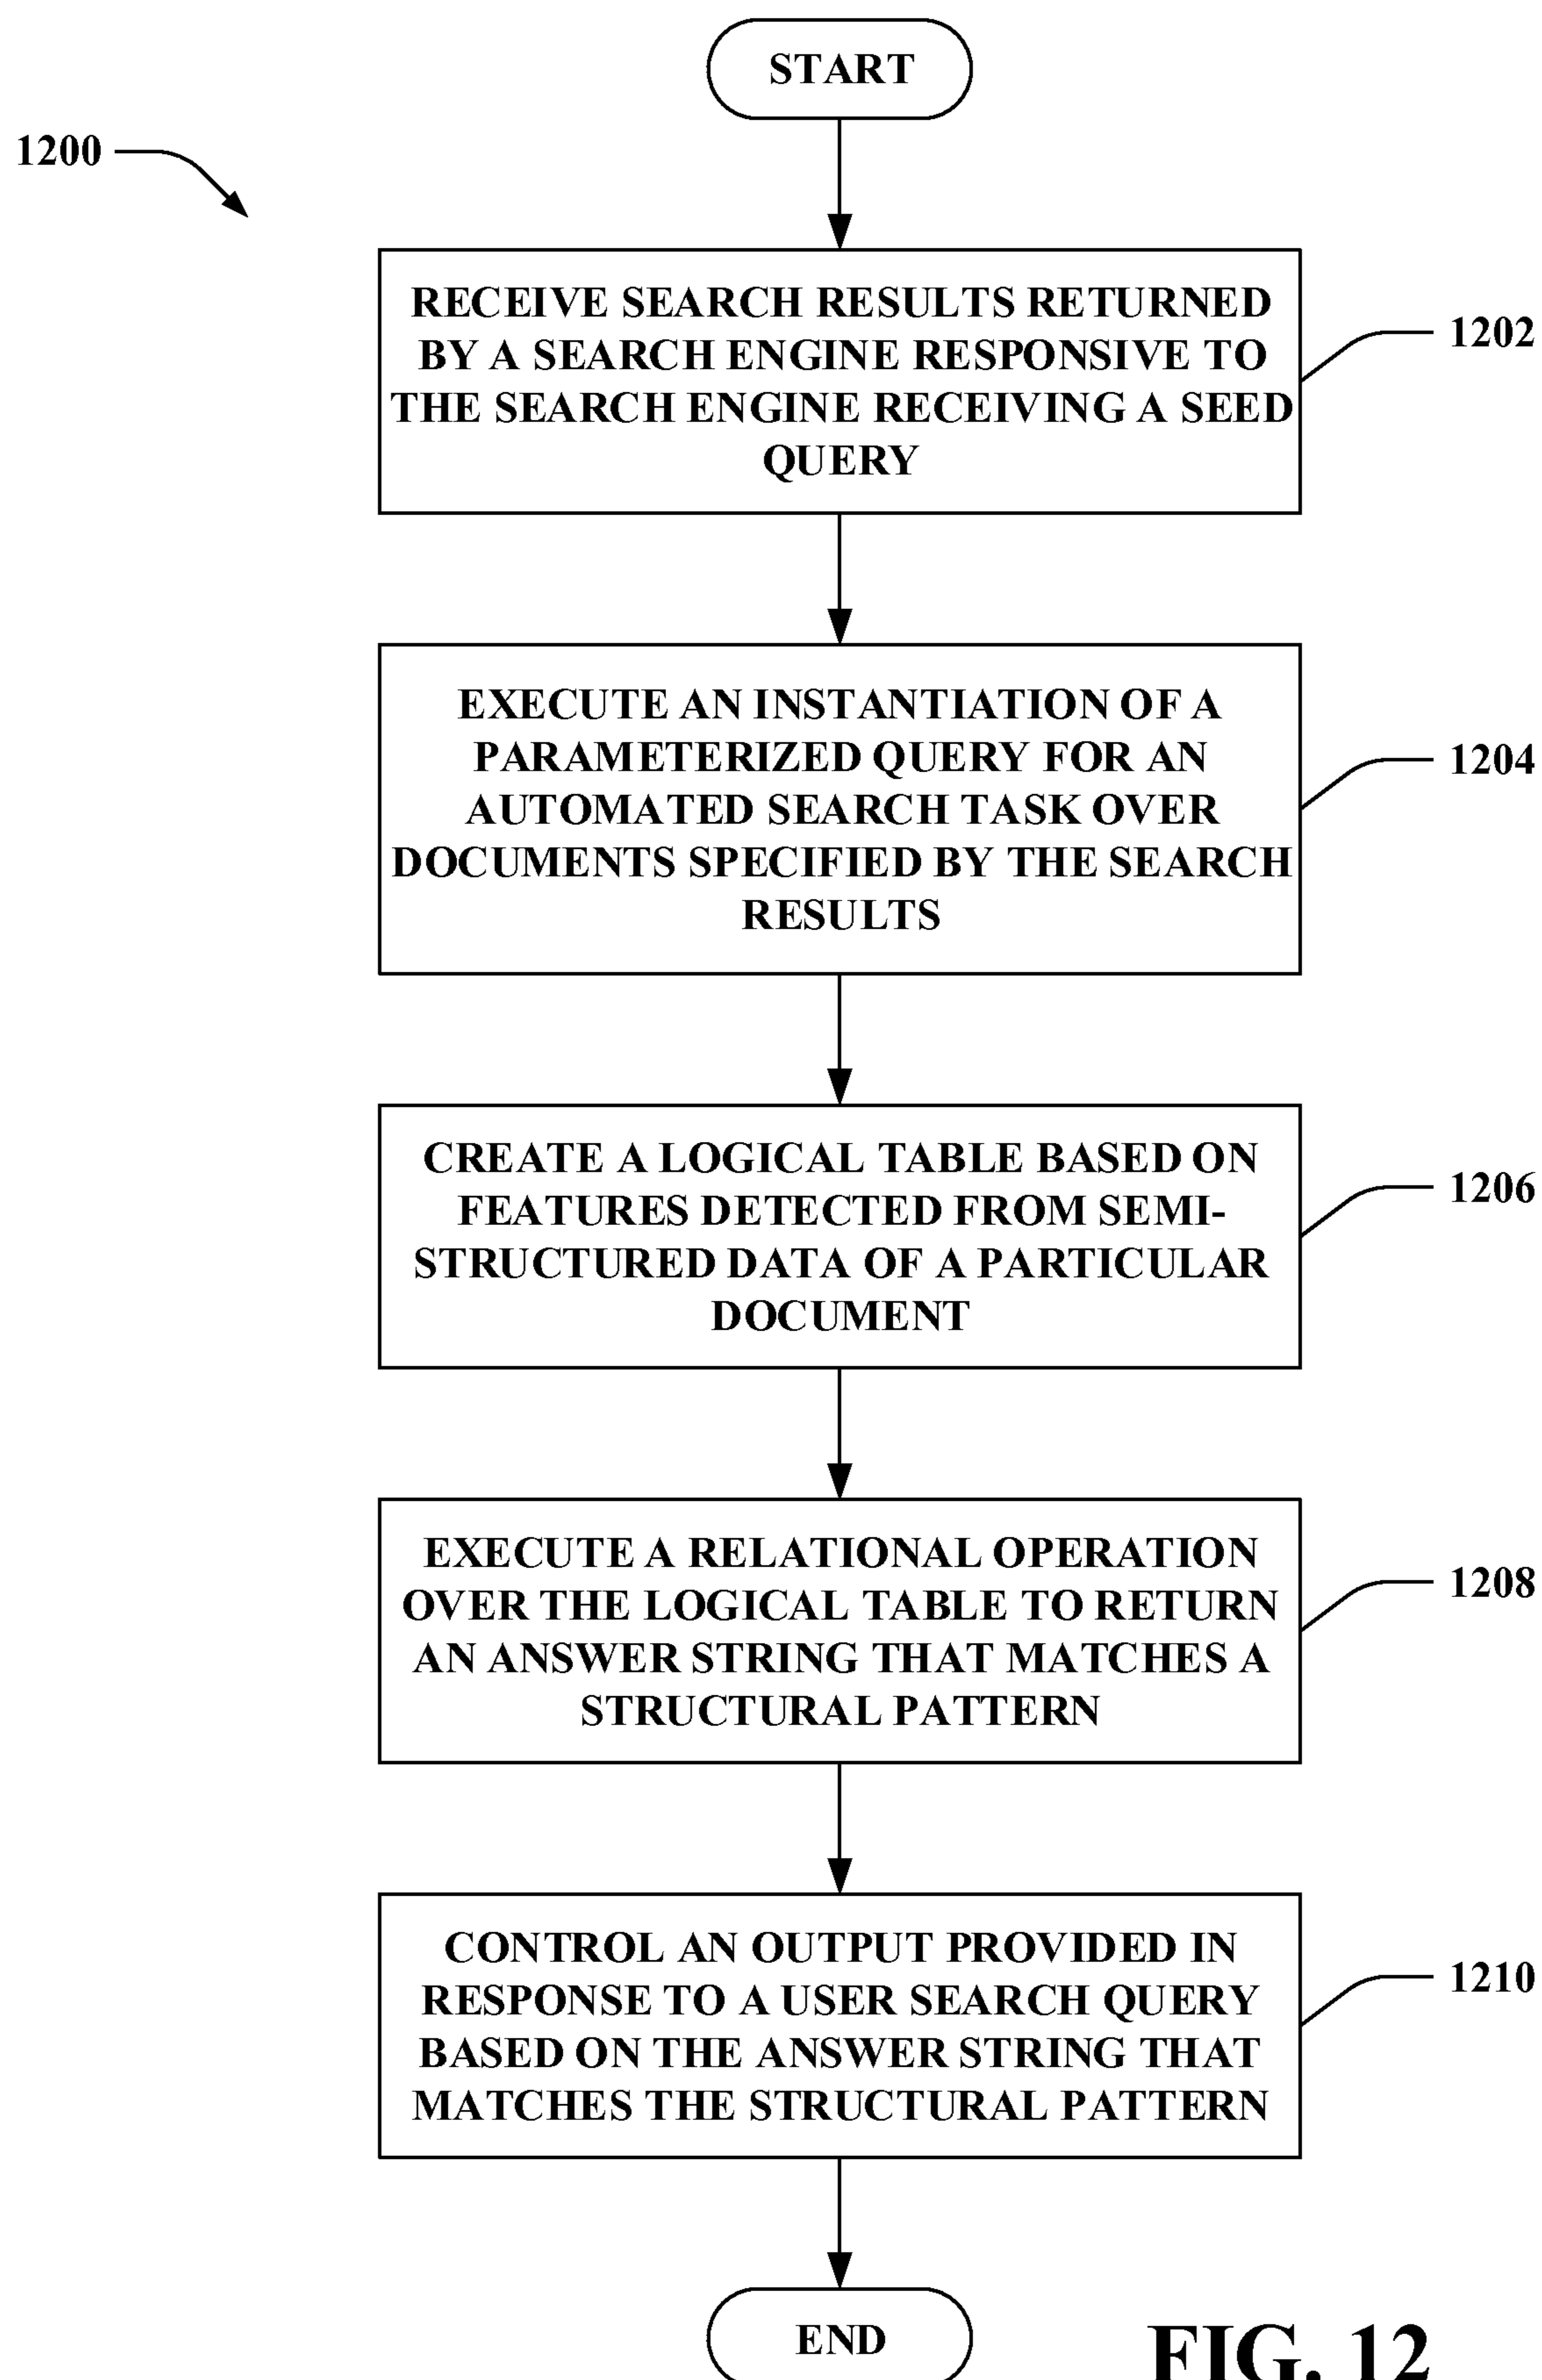 START
1200
RECEIVE SEARCH RESULTS RETURNED
BY A SEARCH ENGINE RESPONSIVE TO
THE SEARCH ENGINE RECEIVING A SEED
QUERY
1202
EXECUTE AN INSTANTIATION OF A
PARAMETERIZED QUERY FOR AN
AUTOMATED SEARCH TASK OVER
DOCUMENTS SPECIFIED BY THE SEARCH
RESULTS
1204
CREATE A LOGICAL TABLE BASED ON
FEATURES DETECTED FROM SEMI-
STRUCTURED DATA OF A PARTICULAR
DOCUMENT
1206
EXECUTE A RELATIONAL OPERATION
OVER THE LOGICAL TABLE TO RETURN
AN ANSWER STRING THAT MATCHES A
STRUCTURAL PATTERN
1208
CONTROL AN OUTPUT PROVIDED IN
RESPONSE TO A USER SEARCH QUERY
BASED ON THE ANSWER STRING THAT
MATCHES THE STRUCTURAL PATTERN
1210
END
FIG. 12